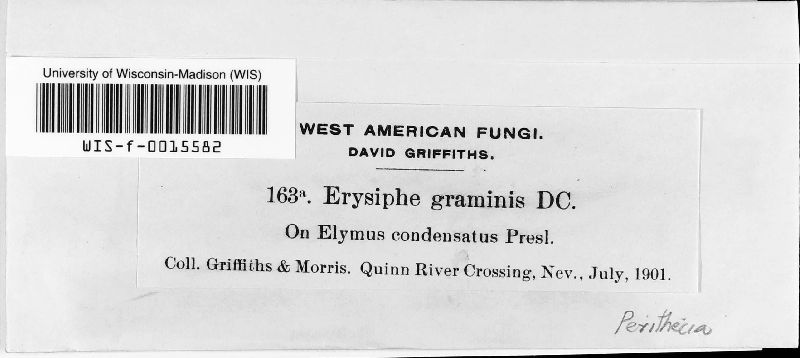 University of Wisconsin-Madison (WIS)
WIS-f-0015582
WEST AMERICAN FUNGI.
DAVID GRIFFITHS.
163ª. Erysiphe graminis DC.
On Elymus condensatus Presl.
Coll. Griffiths & Morris. Quinn River Crossing, Nev., July, 1901.
Perithecia